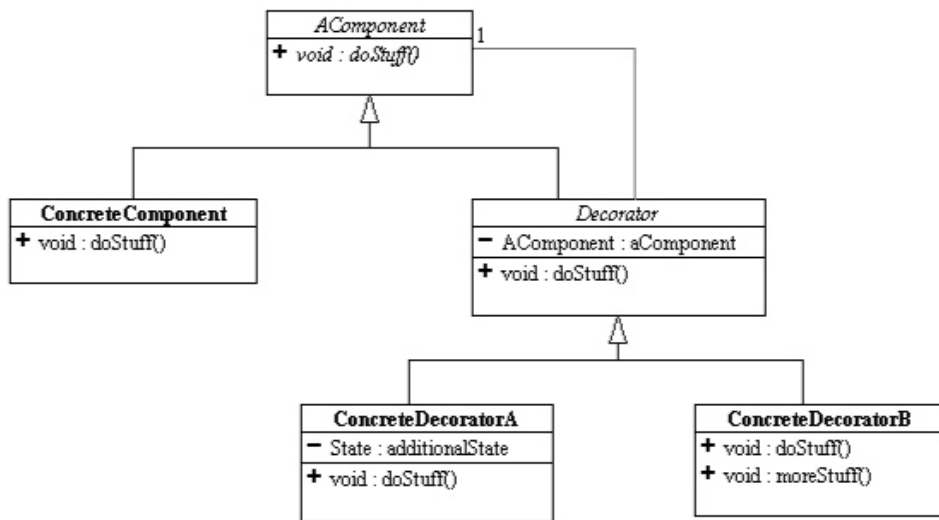 AComponent
+ void : doStuff()
1
ConcreteComponent
+ void : doStuff()
Decorator
- AComponent : aComponent
+ void : doStuff()
ConcreteDecoratorA
- State : additionalState
+ void : doStuff()
ConcreteDecoratorB
+ void : doStuff()
+ void : moreStuff()